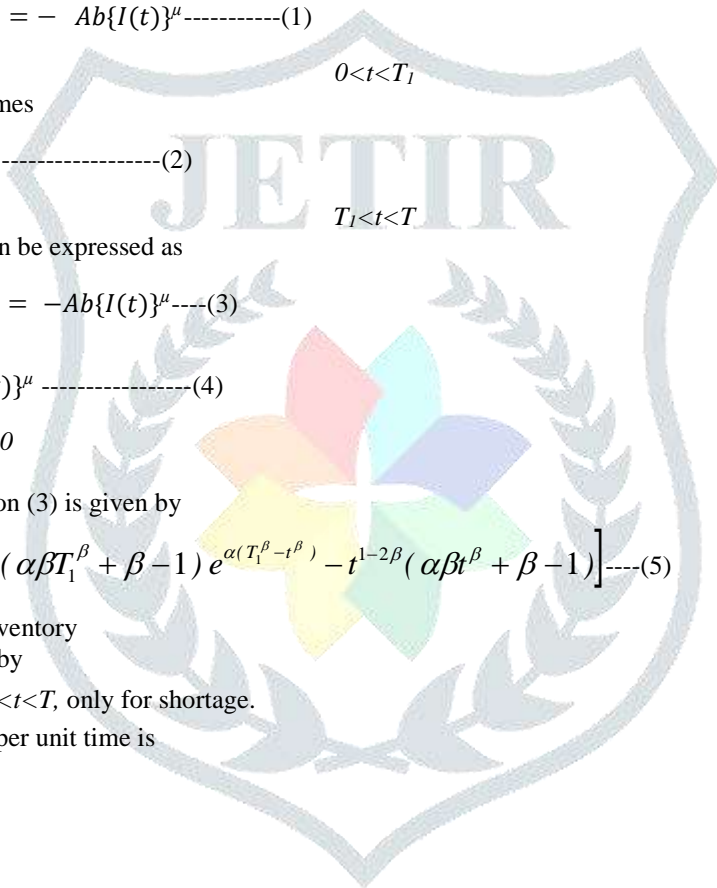 = − Ab{I(t)}^μ-----------(1)
0<t<T₁
mes
------------------(2)
JETIR
T₁<t<T
n be expressed as
= −Ab{I(t)}^μ----(3)
)}^μ -----------------(4)
0
on (3) is given by
(αβT₁^β + β −1) e^{α(T₁^β −t^β)} − t^{1−2β}(αβt^β + β −1)]----(5)
ventory
by
<t<T, only for shortage.
per unit time is